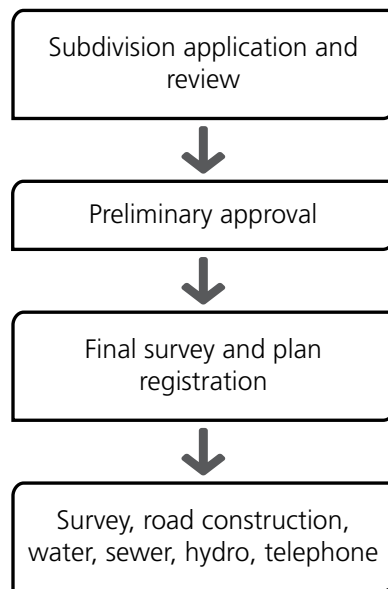 Subdivision application and
review
Preliminary approval
Final survey and plan
registration
Survey, road construction,
water, sewer, hydro, telephone